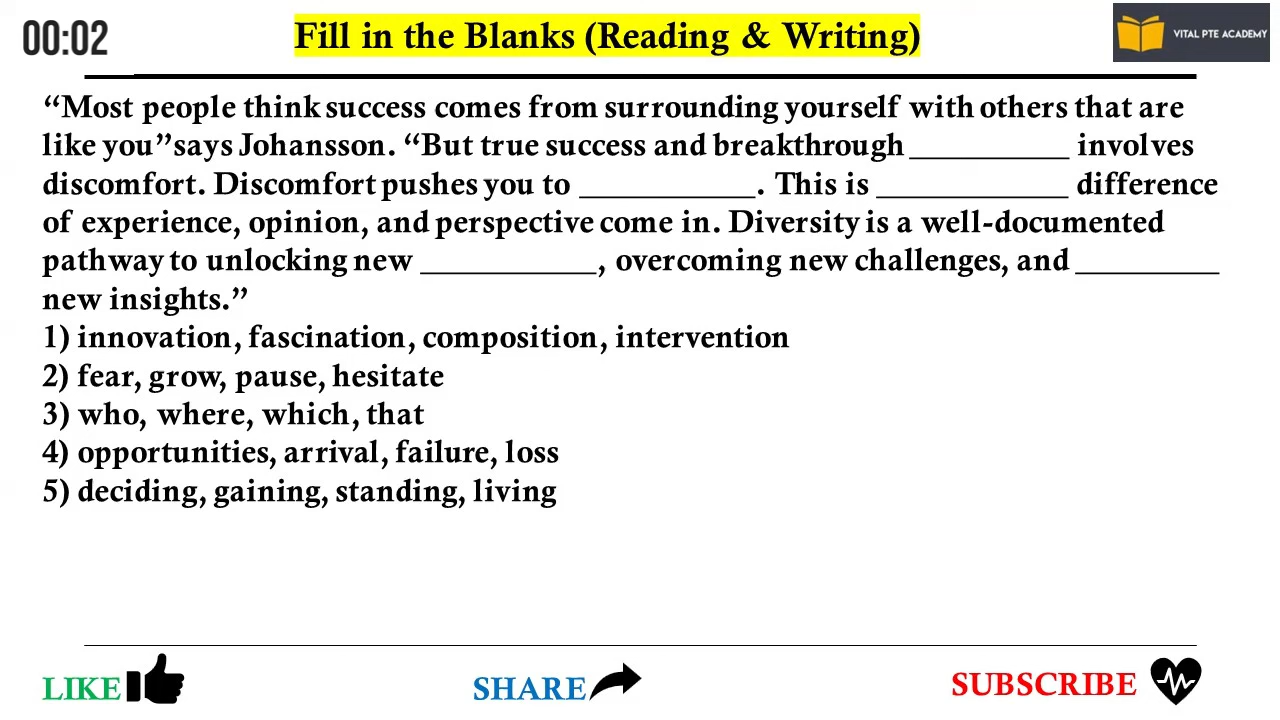 00:02
Fill in the Blanks (Reading & Writing)
VITAL PTE ACADEMY
“Most people think success comes from surrounding yourself with others that are
like you”says Johansson. “But true success and breakthrough __________ involves
discomfort. Discomfort pushes you to ___________. This is ____________ difference
of experience, opinion, and perspective come in. Diversity is a well-documented
pathway to unlocking new ___________, overcoming new challenges, and _________
new insights.”
1) innovation, fascination, composition, intervention
2) fear, grow, pause, hesitate
3) who, where, which, that
4) opportunities, arrival, failure, loss
5) deciding, gaining, standing, living
LIKE
SHARE
SUBSCRIBE